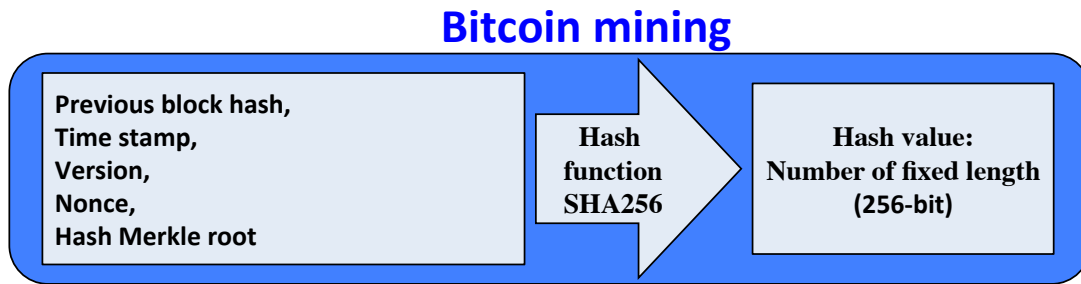 Bitcoin mining
Previous block hash,
Time stamp,
Version,
Nonce,
Hash Merkle root
Hash
function
SHA256
Hash value:
Number of fixed length
(256-bit)